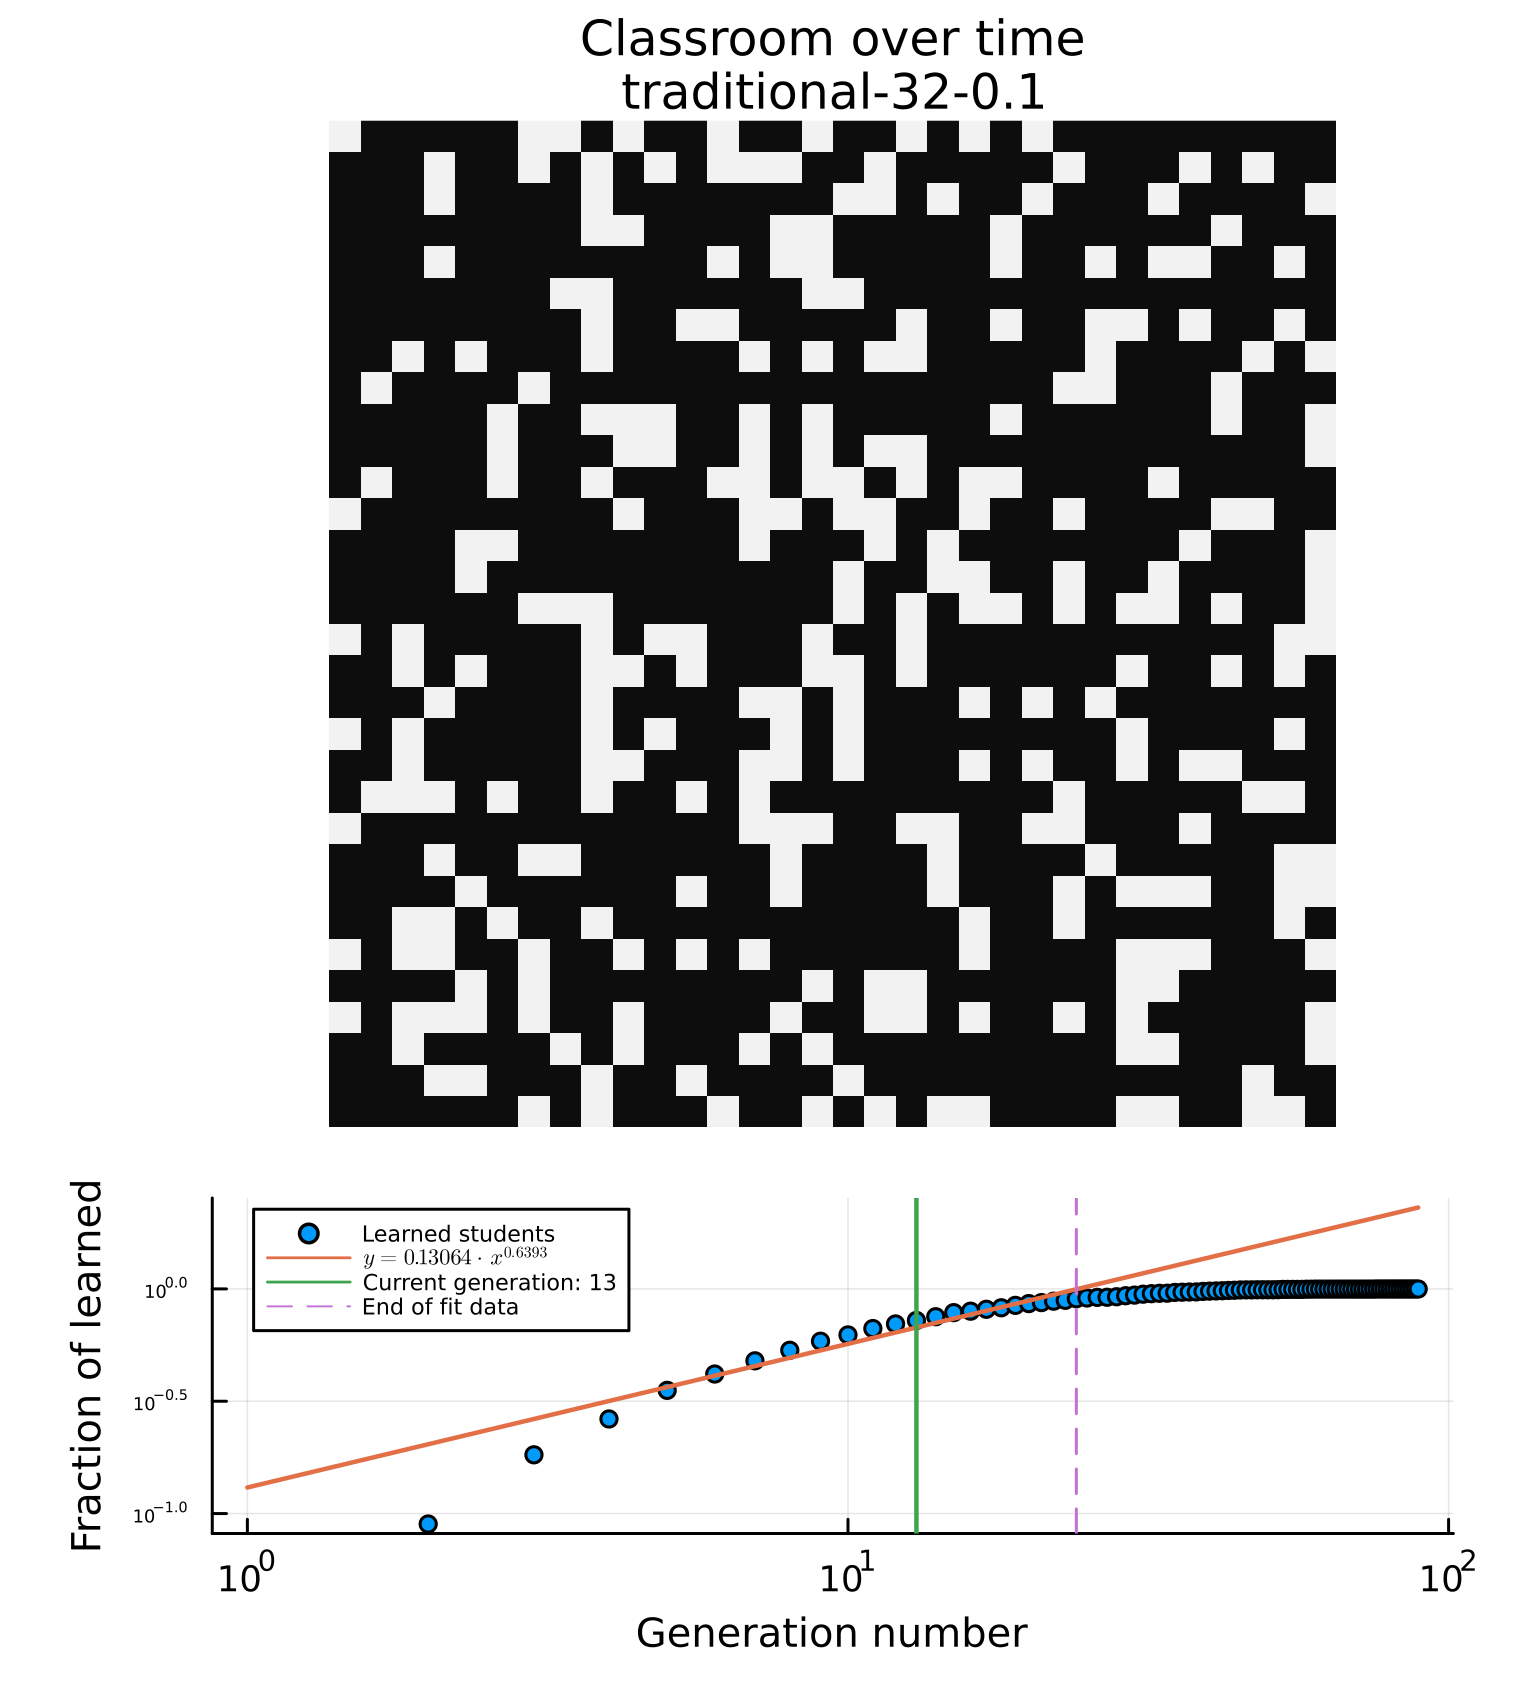 Classroom over time
traditional-32-0.1
Fraction of learned
Learned students
y = 0.13064 · x^0.6393
Current generation: 13
End of fit data
10^0.0
10^−0.5
10^−1.0
10^0
10^1
10^2
Generation number